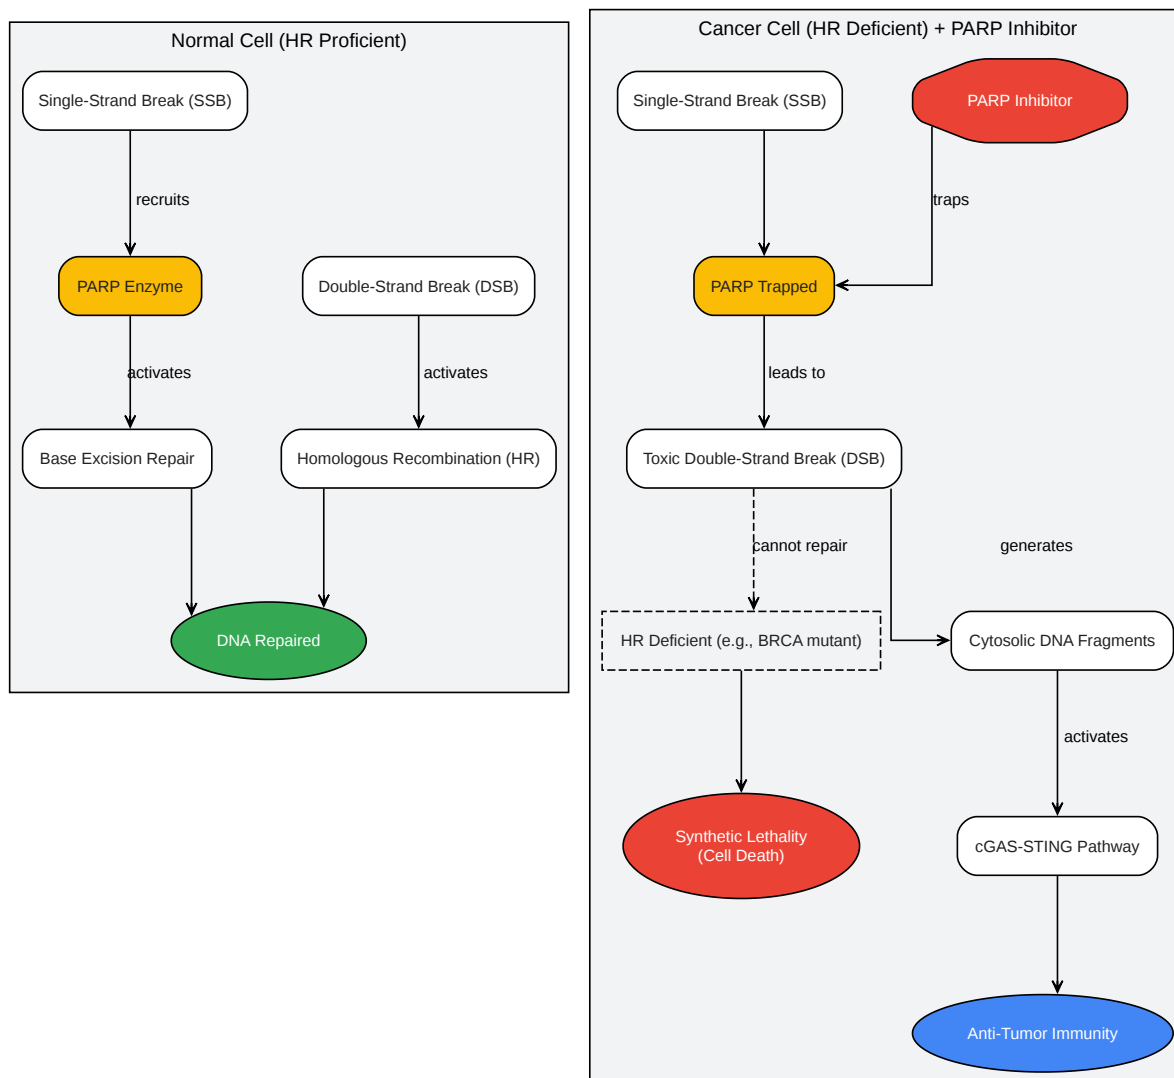 Normal Cell (HR Proficient)
Single-Strand Break (SSB)
recruits
PARP Enzyme
Double-Strand Break (DSB)
activates
activates
Base Excision Repair
Homologous Recombination (HR)
DNA Repaired
Cancer Cell (HR Deficient) + PARP Inhibitor
Single-Strand Break (SSB)
PARP Inhibitor
traps
PARP Trapped
leads to
Toxic Double-Strand Break (DSB)
cannot repair
generates
HR Deficient (e.g., BRCA mutant)
Cytosolic DNA Fragments
activates
Synthetic Lethality
(Cell Death)
cGAS-STING Pathway
Anti-Tumor Immunity